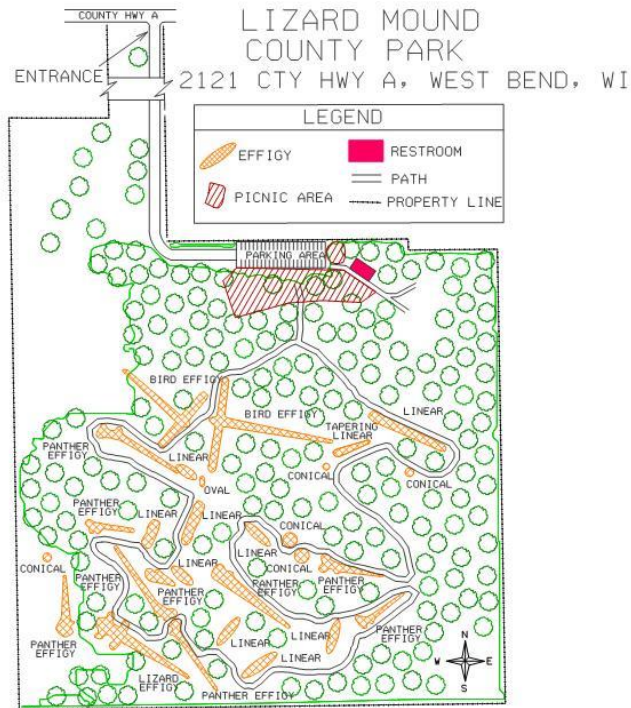 COUNTY HWY A
LIZARD MOUND
COUNTY PARK
ENTRANCE
2121 CTY HWY A, WEST BEND, WI
LEGEND
EFFIGY
RESTROOM
PATH
PICNIC AREA
PROPERTY LINE
PARKING AREA
BIRD EFFIGY
BIRD EFFIGY
LINEAR
TAPERING
LINEAR
PANTHER
EFFIGY
LINEAR
OVAL
CONICAL
CONICAL
PANTHER
EFFIGY
LINEAR
LINEAR
CONICAL
LINEAR
CONICAL
CONICAL
PANTHER
EFFIGY
LINEAR
PANTHER
EFFIGY
PANTHER
EFFIGY
PANTHER
EFFIGY
PANTHER
EFFIGY
LINEAR
LINEAR
PANTHER
EFFIGY
LINEAR
LIZARD
EFFIGY
PANTHER EFFIGY
N
W
E
S